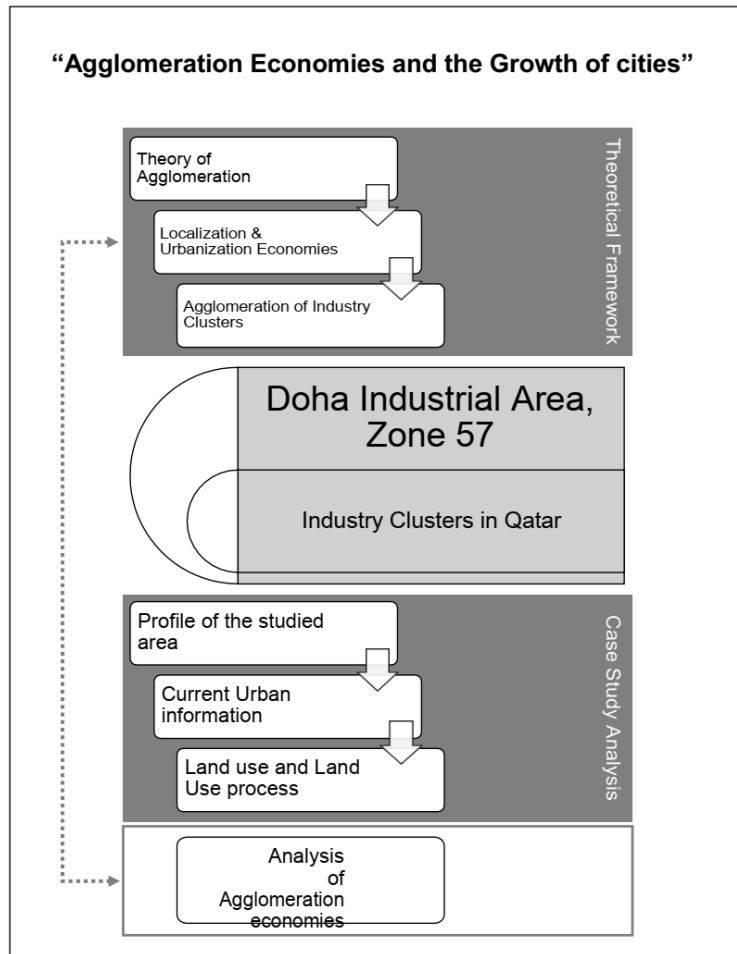 “Agglomeration Economies and the Growth of cities”
Theory of
Agglomeration
Localization &
Urbanization Economies
Agglomeration of Industry
Clusters
Theoretical Framework
Doha Industrial Area,
Zone 57
Industry Clusters in Qatar
Profile of the studied
area
Current Urban
information
Land use and Land
Use process
Case Study Analysis
Analysis
of
Agglomeration
economies